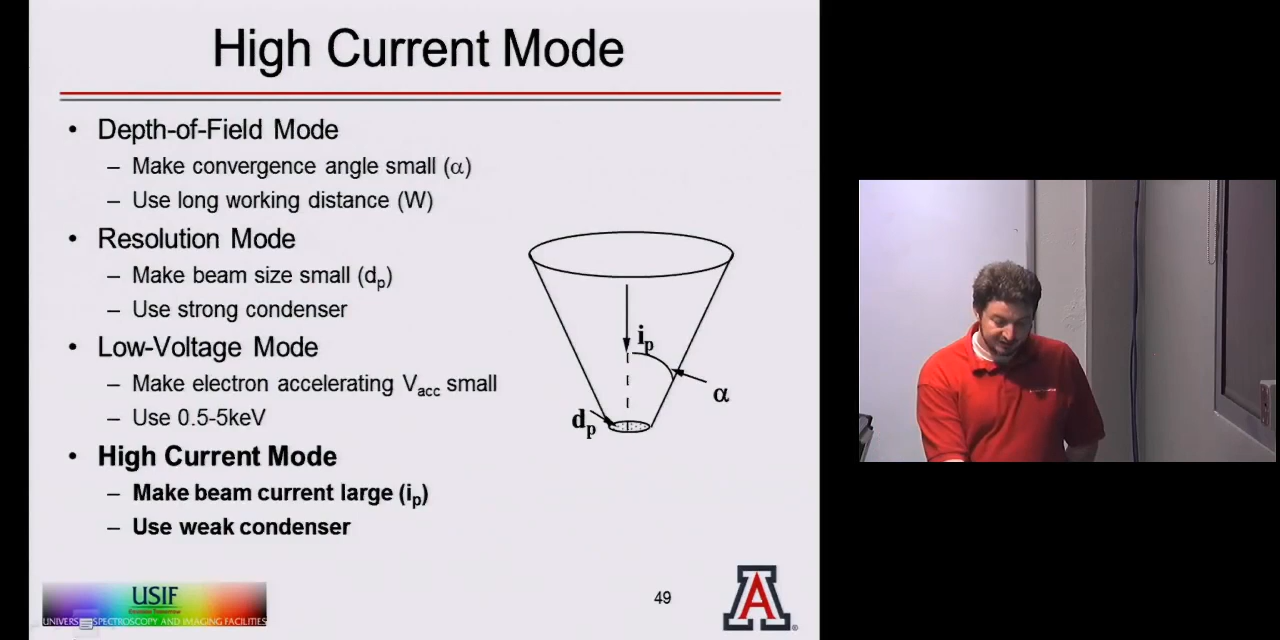 High Current Mode
• Depth-of-Field Mode
– Make convergence angle small (α)
– Use long working distance (W)
• Resolution Mode
– Make beam size small (dp)
– Use strong condenser
• Low-Voltage Mode
– Make electron accelerating Vacc small
– Use 0.5-5keV
• High Current Mode
– Make beam current large (ip)
– Use weak condenser
ip
α
dp
USIF
SPECTROSCOPY AND IMAGING FACILITIES
49
A